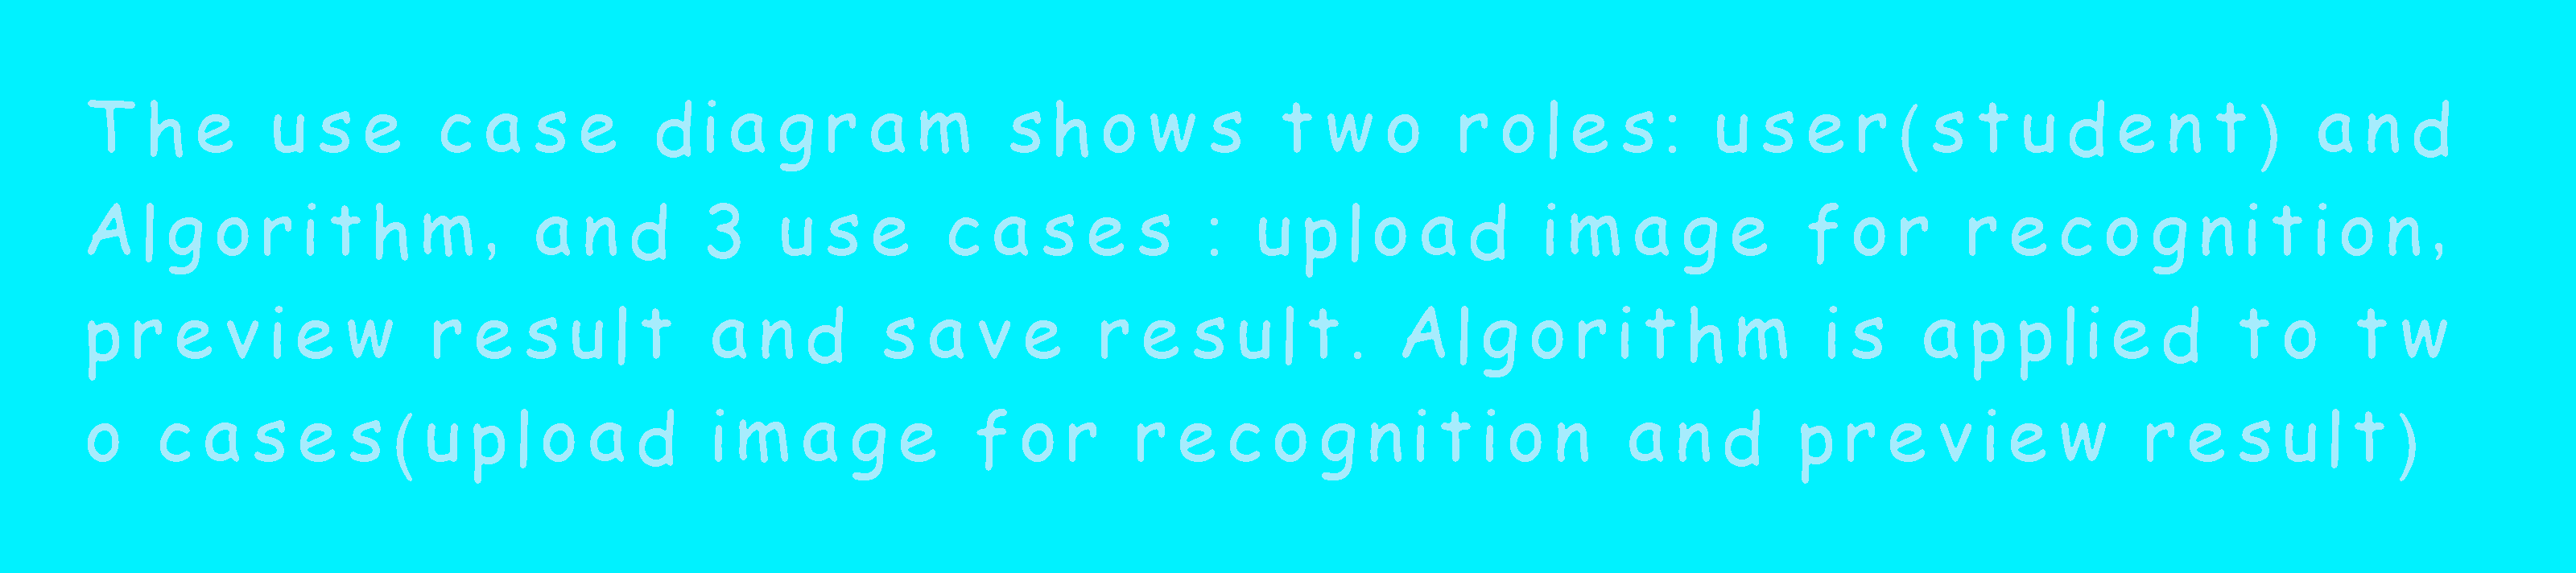 The use case diagram shows two roles: user(student) and
Algorithm, and 3 use cases : upload image for recognition,
preview result and save result. Algorithm is applied to tw
o cases(upload image for recognition and preview result)